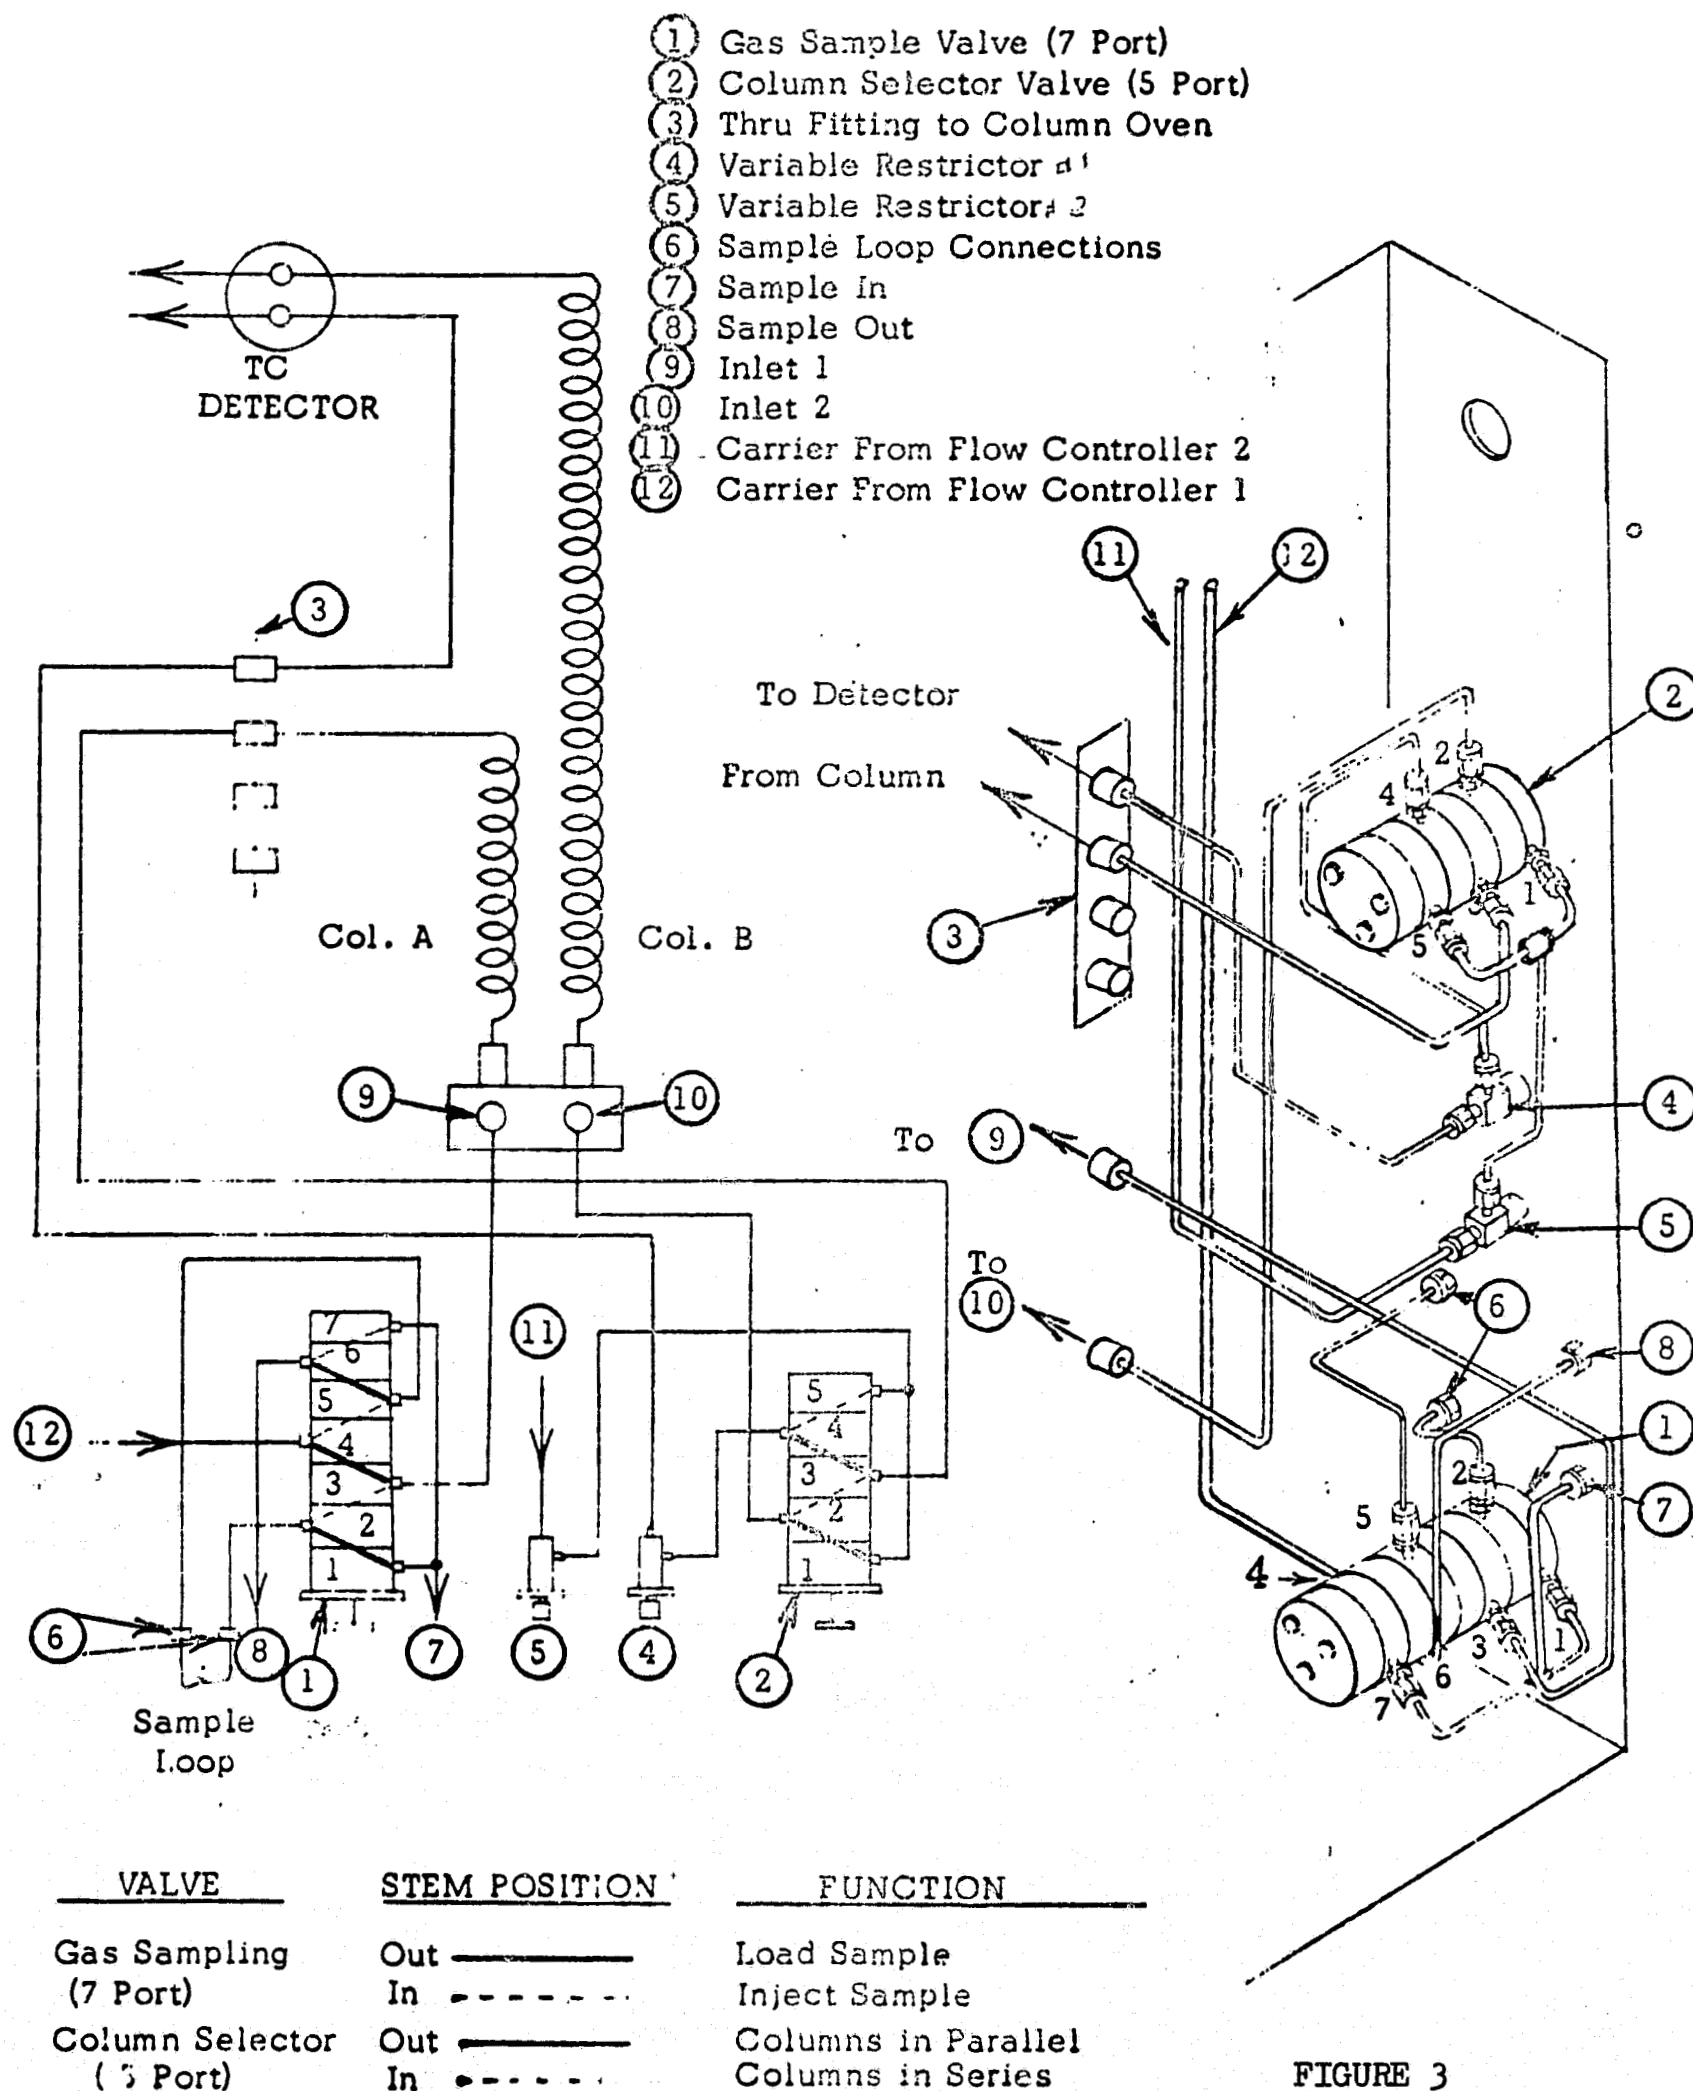 1 Gas Sample Valve (7 Port)
2 Column Selector Valve (5 Port)
3 Thru Fitting to Column Oven
4 Variable Restrictor
5 Variable Restrictor 2
6 Sample Loop Connections
7 Sample In
8 Sample Out
9 Inlet 1
10 Inlet 2
11 Carrier From Flow Controller 2
12 Carrier From Flow Controller 1
TC
DETECTOR
3
Col. A
Col. B
9
10
7
6
5
4
3
2
1
12
11
5
4
3
2
1
6
8
1
7
5
4
2
Sample
Loop
11
12
To Detector
From Column
2
2
4
1
5
3
4
To 9
5
To
10
6
8
1
2
7
5
4
1
3
6
7
VALVE STEM POSITION FUNCTION
Gas Sampling Out Load Sample
(7 Port) In Inject Sample
Column Selector Out Columns in Parallel
( Port) In Columns in Series
FIGURE 3